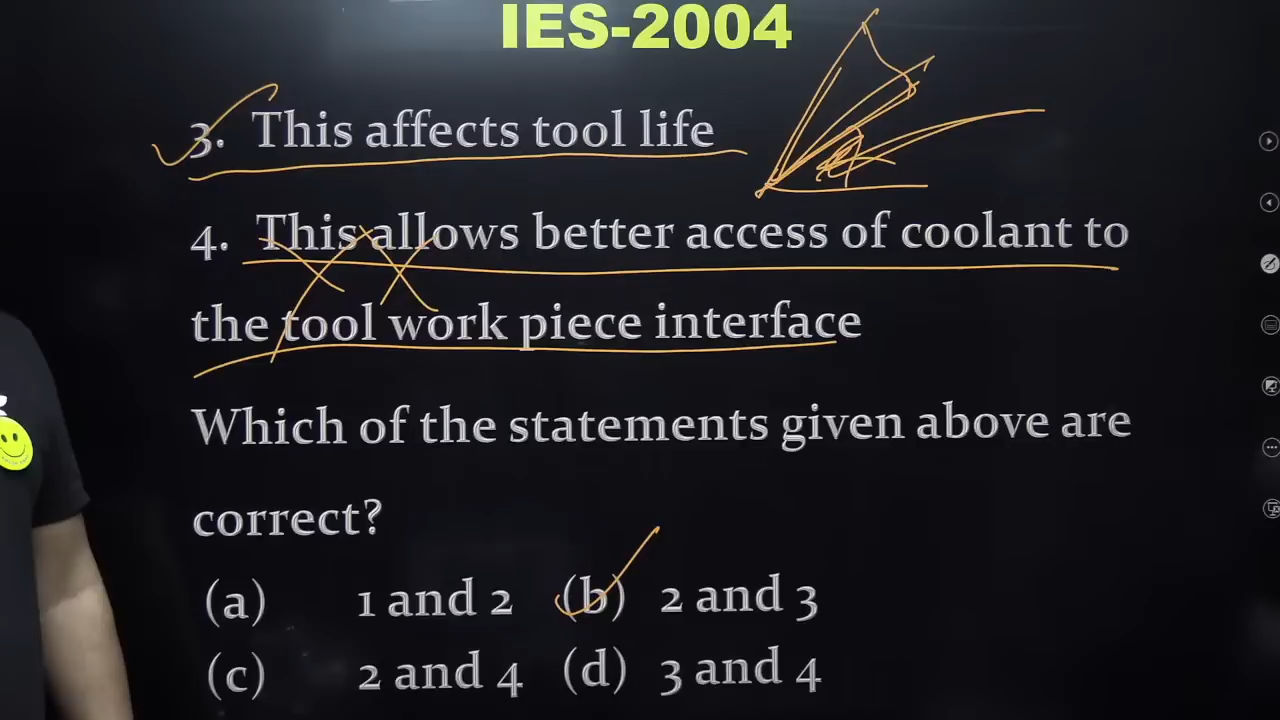 IES-2004
3. This affects tool life
4. This allows better access of coolant to
the tool work piece interface
Which of the statements given above are
correct?
(a) 1 and 2 (b) 2 and 3
(c) 2 and 4 (d) 3 and 4